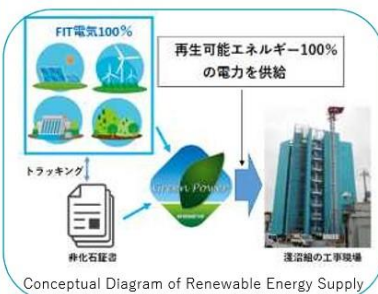 FIT電気100%
再生可能エネルギー100%
の電力を供給
トラッキング
Green Power
非化石証書
淺沼組の工事現場
Conceptual Diagram of Renewable Energy Supply